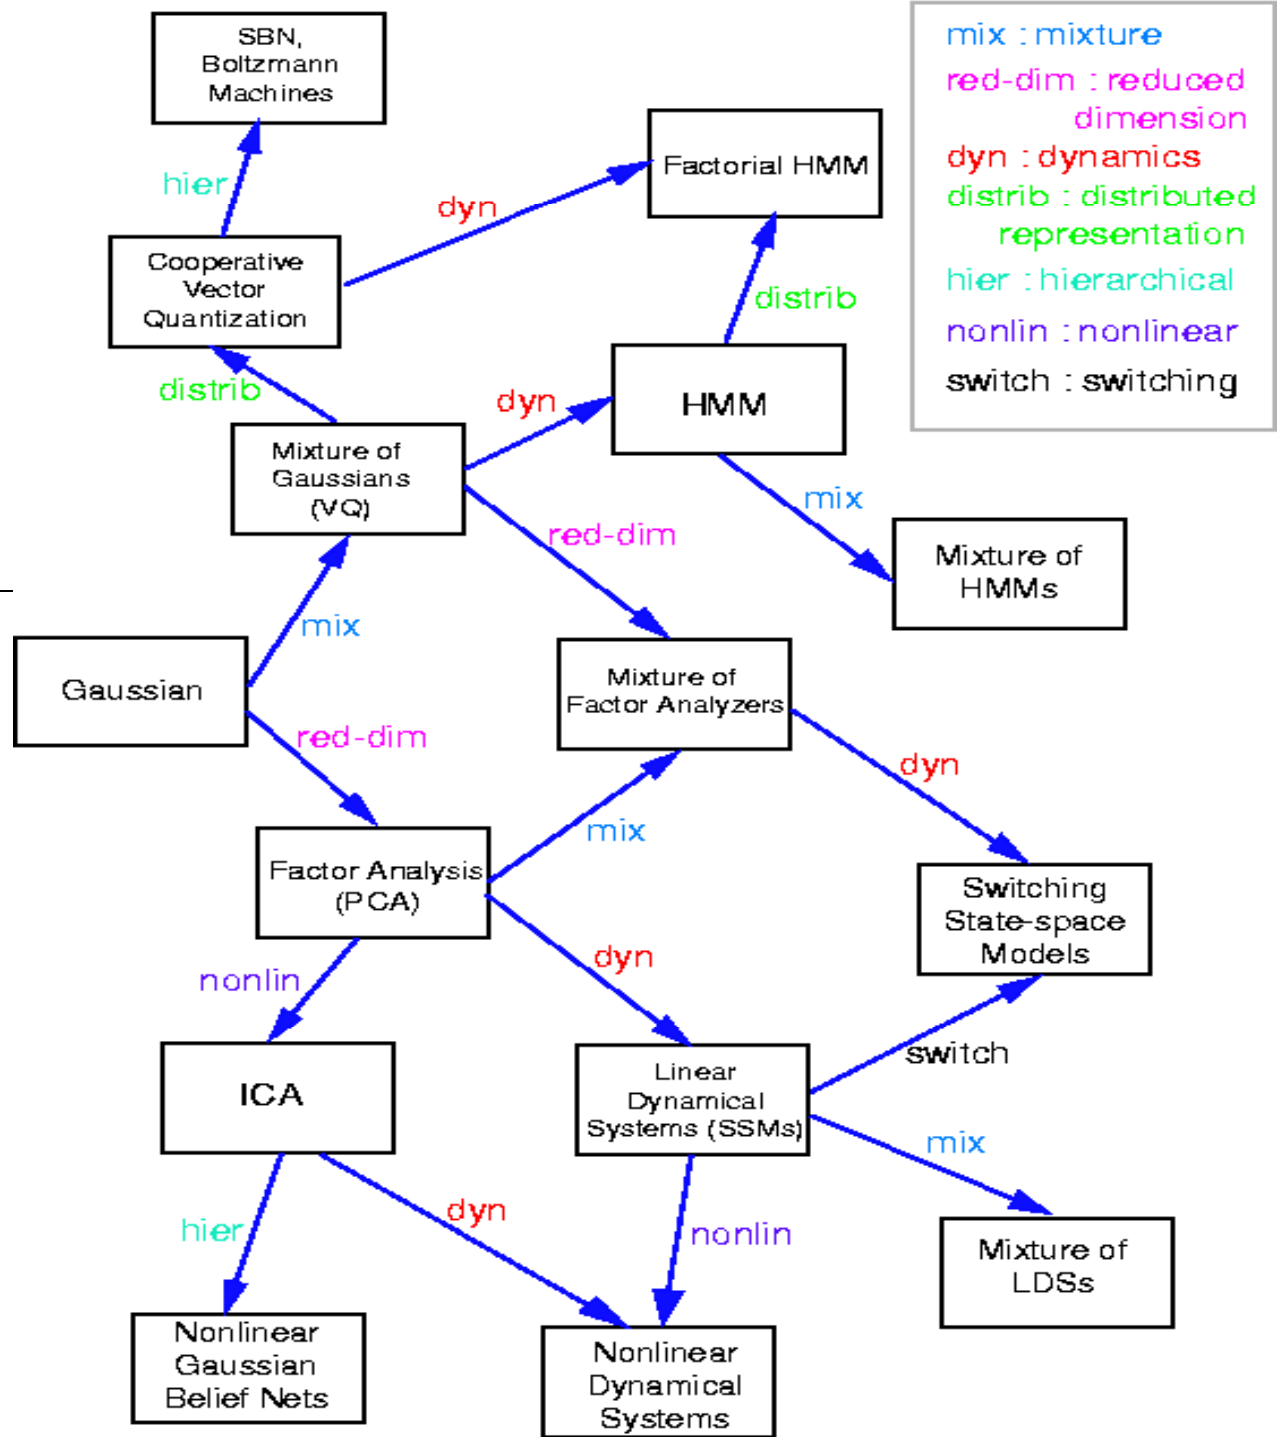 SBN,
Boltzmann
Machines
mix : mixture
red-dim : reduced
dimension
dyn : dynamics
distrib : distributed
representation
hier : hierarchical
nonlin : nonlinear
switch : switching
Factorial HMM
hier
dyn
Cooperative
Vector
Quantization
distrib
distrib
dyn
HMM
Mixture of
Gaussians
(VQ)
mix
red-dim
Mixture of
HMMs
mix
Gaussian
Mixture of
Factor Analyzers
red-dim
dyn
mix
Factor Analysis
(PCA)
Switching
State-space
Models
nonlin
dyn
switch
ICA
Linear
Dynamical
Systems (SSMs)
mix
hier
dyn
nonlin
Mixture of
LDSs
Nonlinear
Gaussian
Belief Nets
Nonlinear
Dynamical
Systems